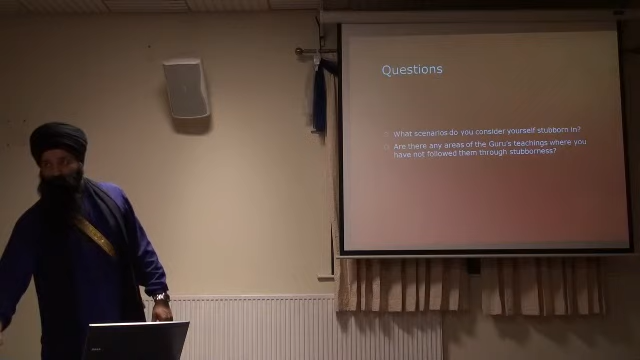 Questions
What scenarios do you consider yourself stubborn in?
Are there any areas of the Guru's teachings where you
have not followed them through stubborness?